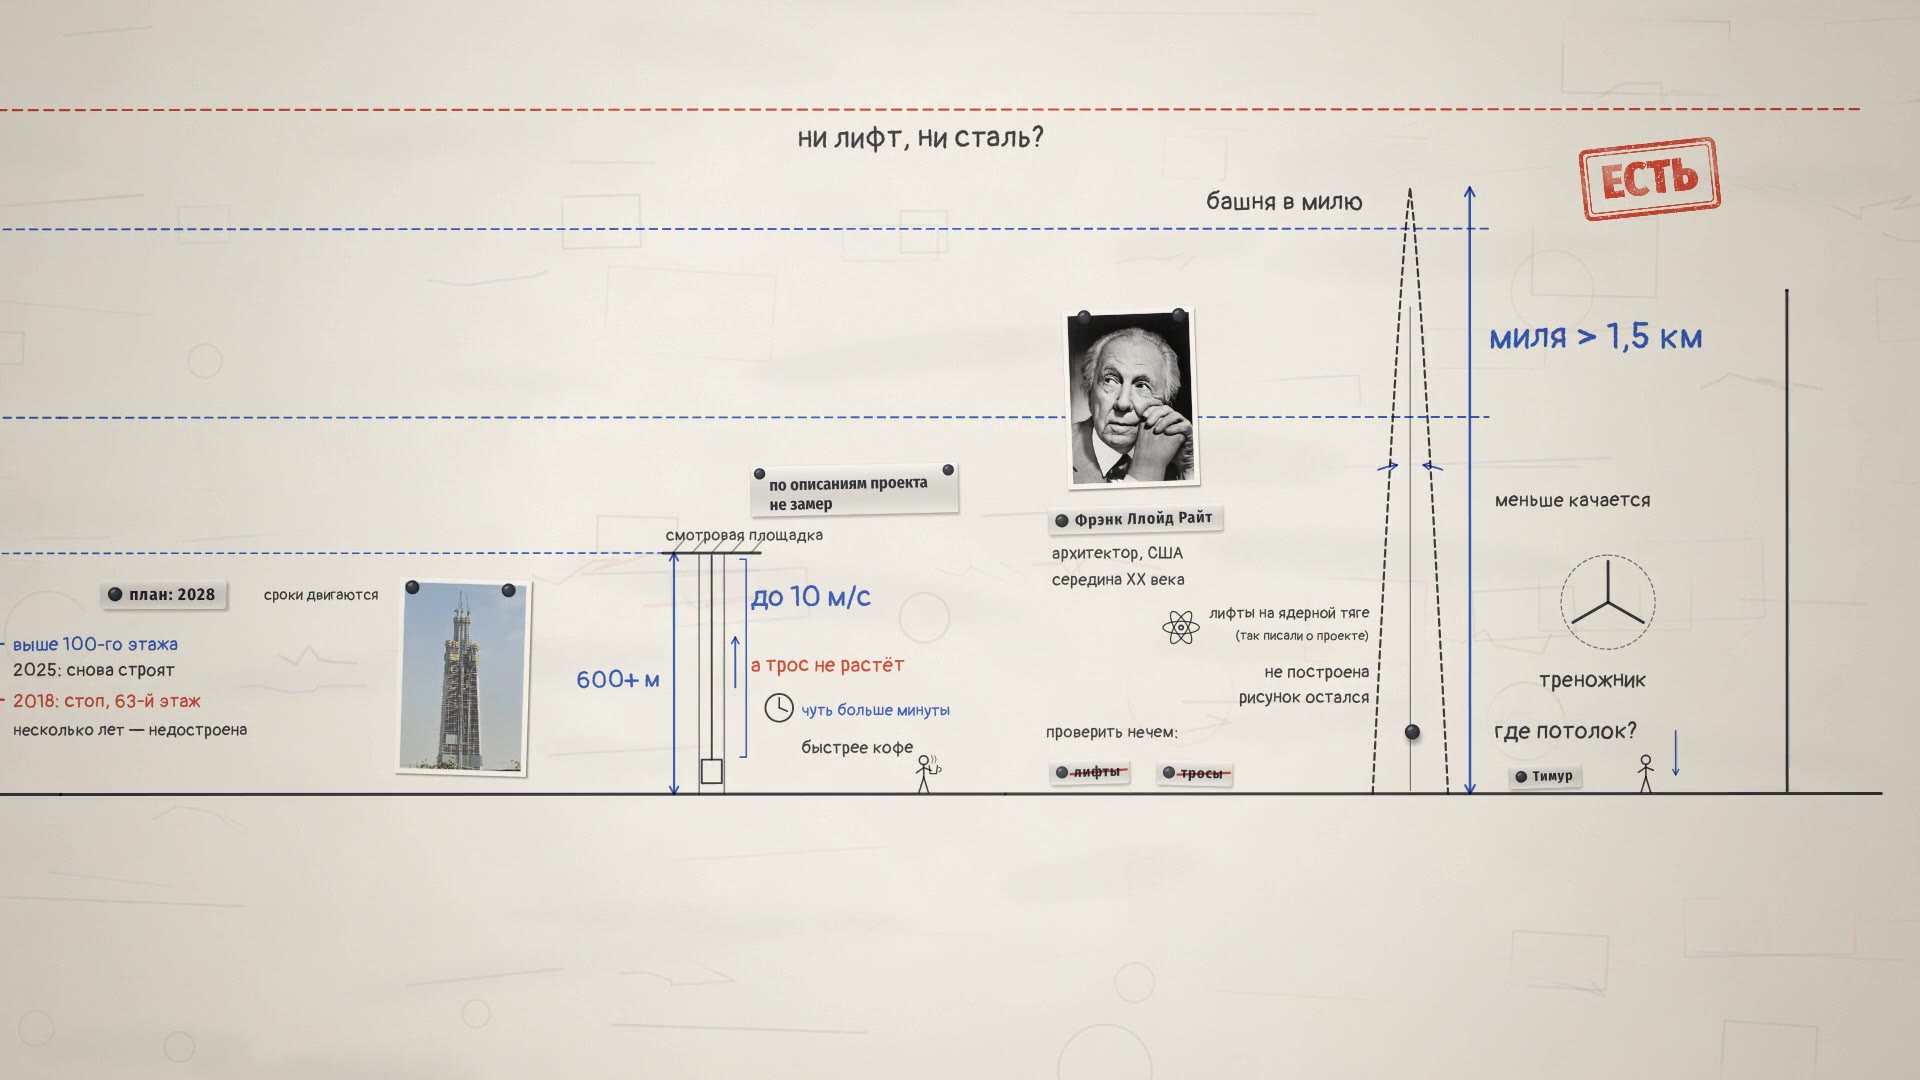 ни лифт, ни сталь?
ЕСТЬ
башня в милю
миля > 1,5 км
по описаниям проекта
не замер
смотровая площадка
план: 2028
сроки двигаются
выше 100-го этажа
2025: снова строят
2018: стоп, 63-й этаж
несколько лет — недостроена
600+ м
до 10 м/с
а трос не растёт
чуть больше минуты
быстрее кофе
Фрэнк Ллойд Райт
архитектор, США
середина XX века
лифты на ядерной тяге
(так писали о проекте)
не построена
рисунок остался
проверить нечем:
лифты
тросы
меньше качается
треножник
где потолок?
Тимур